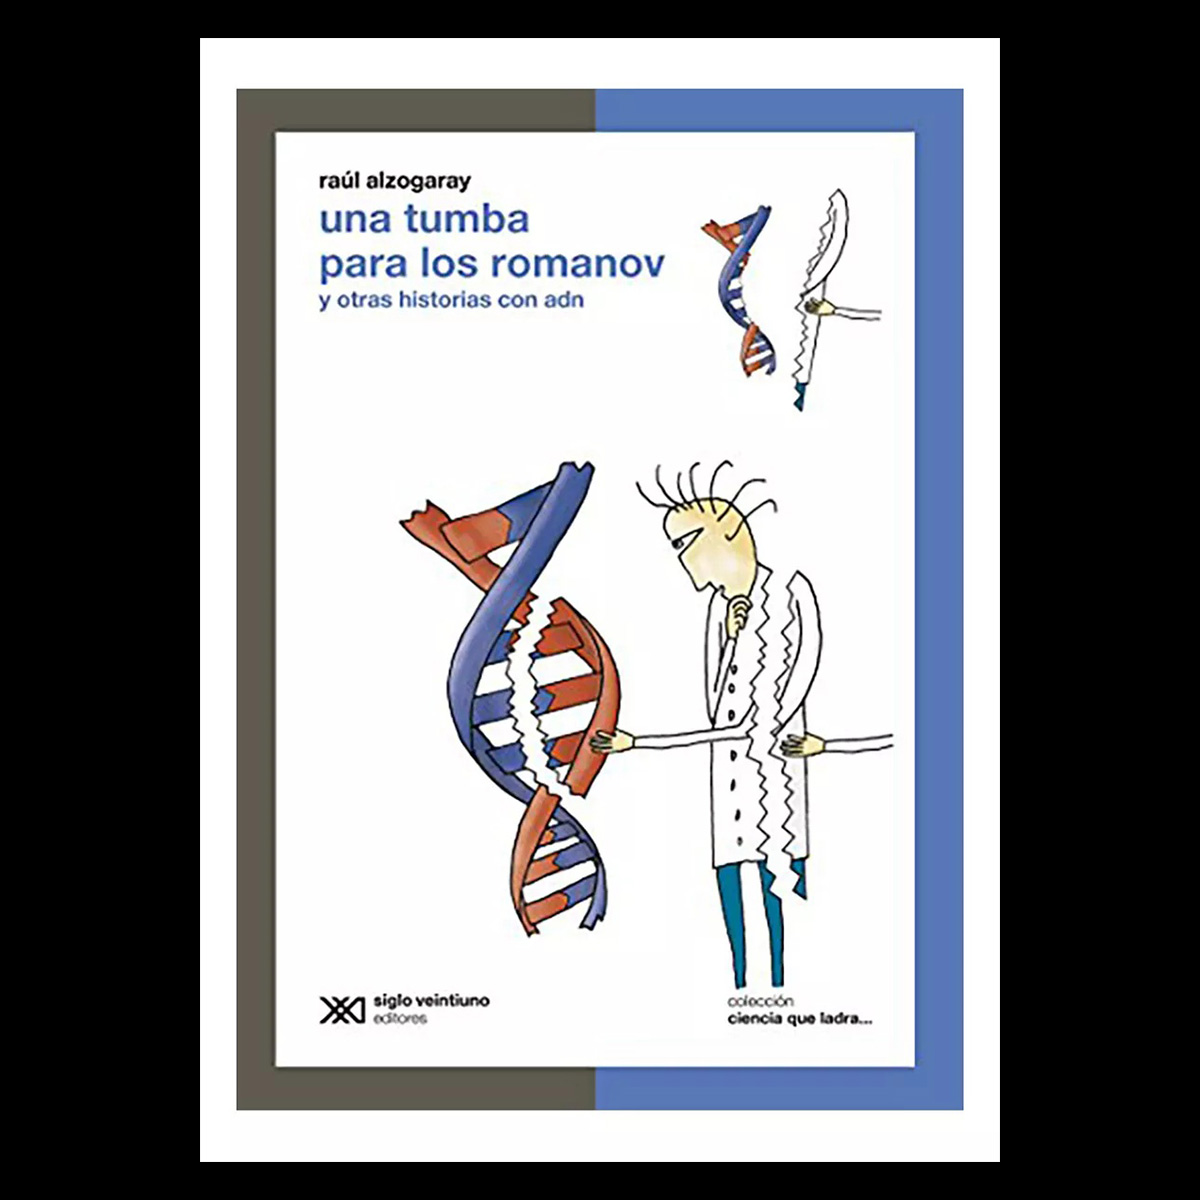 raúl alzogaray
una tumba
para los romanov
y otras historias con adn
siglo veintiuno
editores
colección
ciencia que ladra...